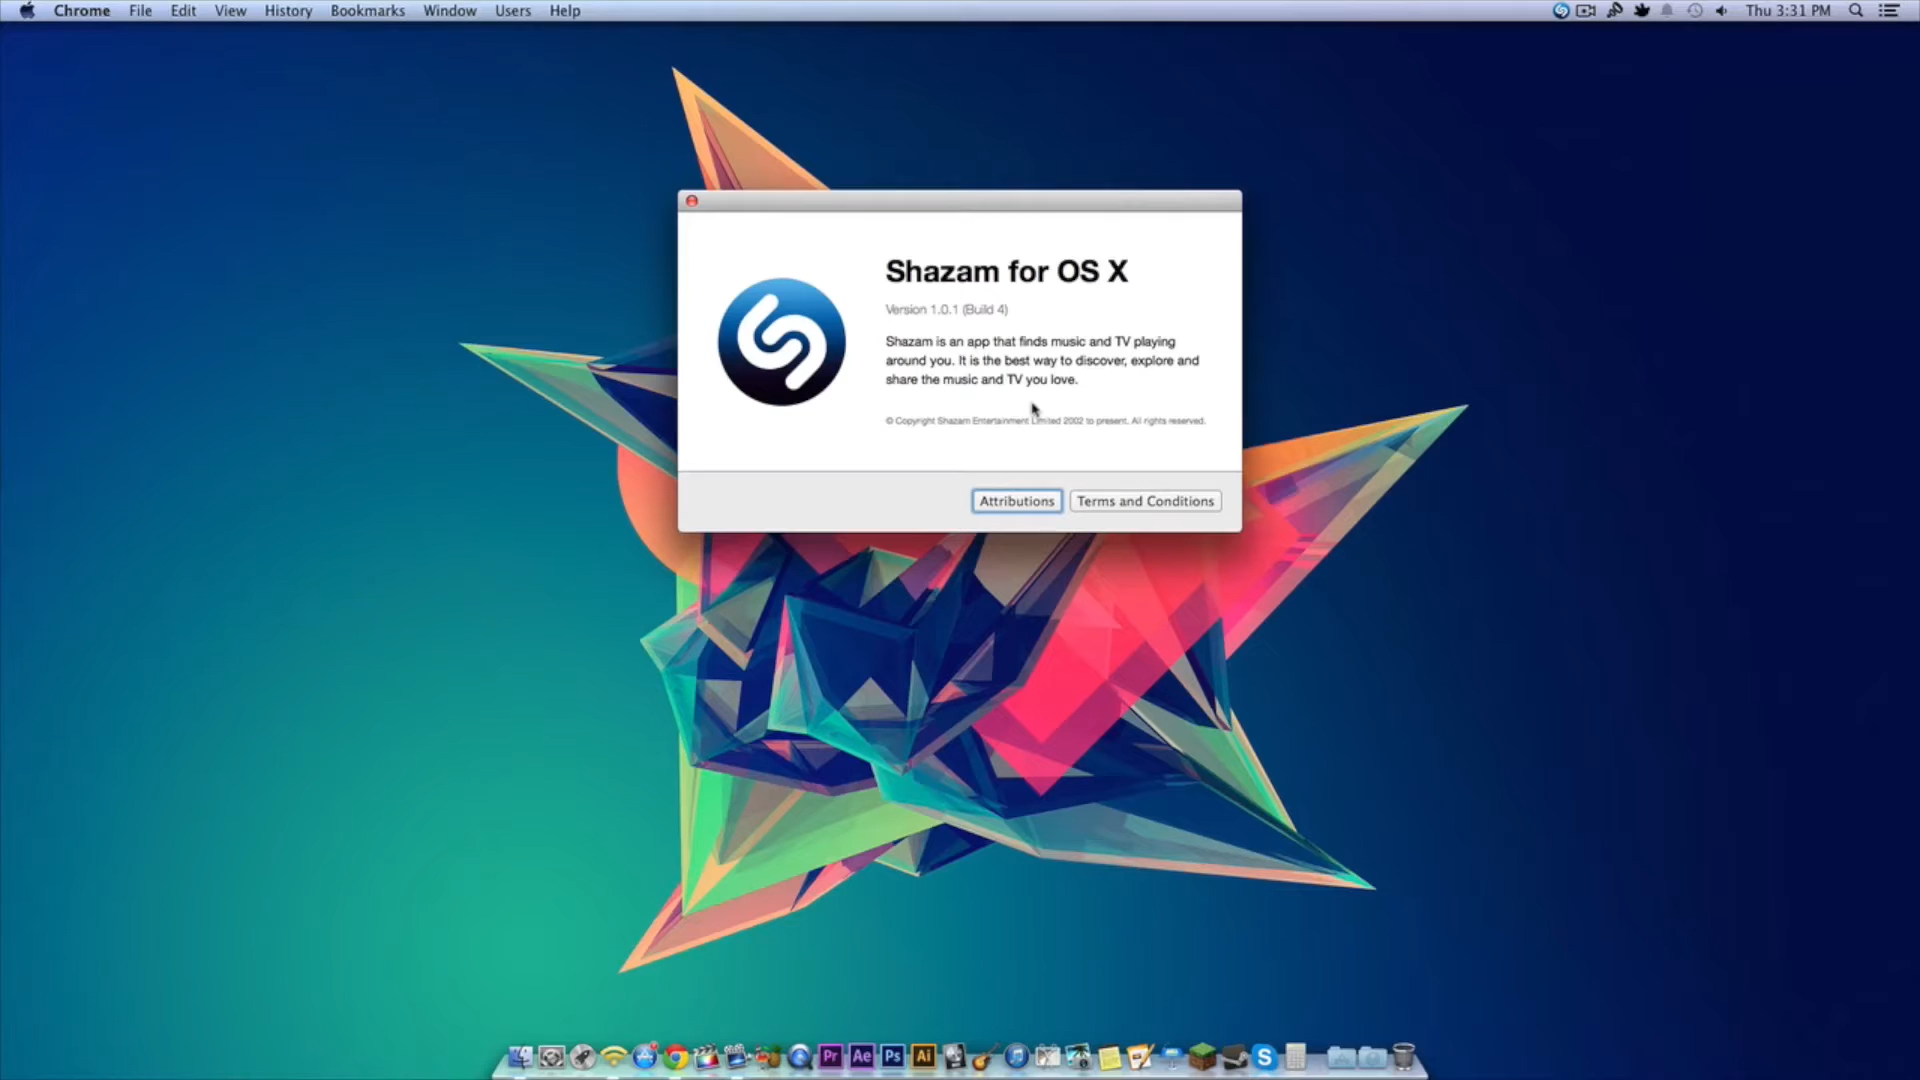 Chrome File Edit View History Bookmarks Window Users Help Thu 3:31 PM
Shazam for OS X
Version 1.0.1 (Build 4)
Shazam is an app that finds music and TV playing
around you. It is the best way to discover, explore and
share the music and TV you love.
© Copyright Shazam Entertainment Limited 2002 to present. All rights reserved.
Attributions Terms and Conditions
Pr Ae Ps Ai S